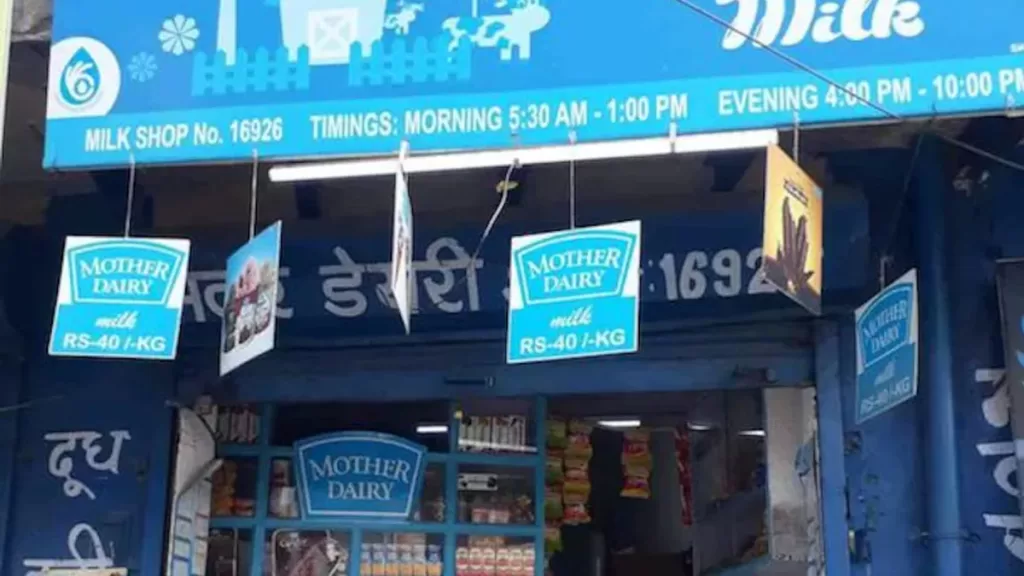 Milk
MILK SHOP No. 16926 TIMINGS: MORNING 5:30 AM - 1:00 PM EVENING 4:00 PM - 10:00 PM
MOTHER
DAIRY
milk
RS-40 /-KG
डेयरी
MOTHER
DAIRY
milk
RS-40 /-KG
:1692
MOTHER
DAIRY
milk
RS-40 /-KG
दूध
MOTHER
DAIRY